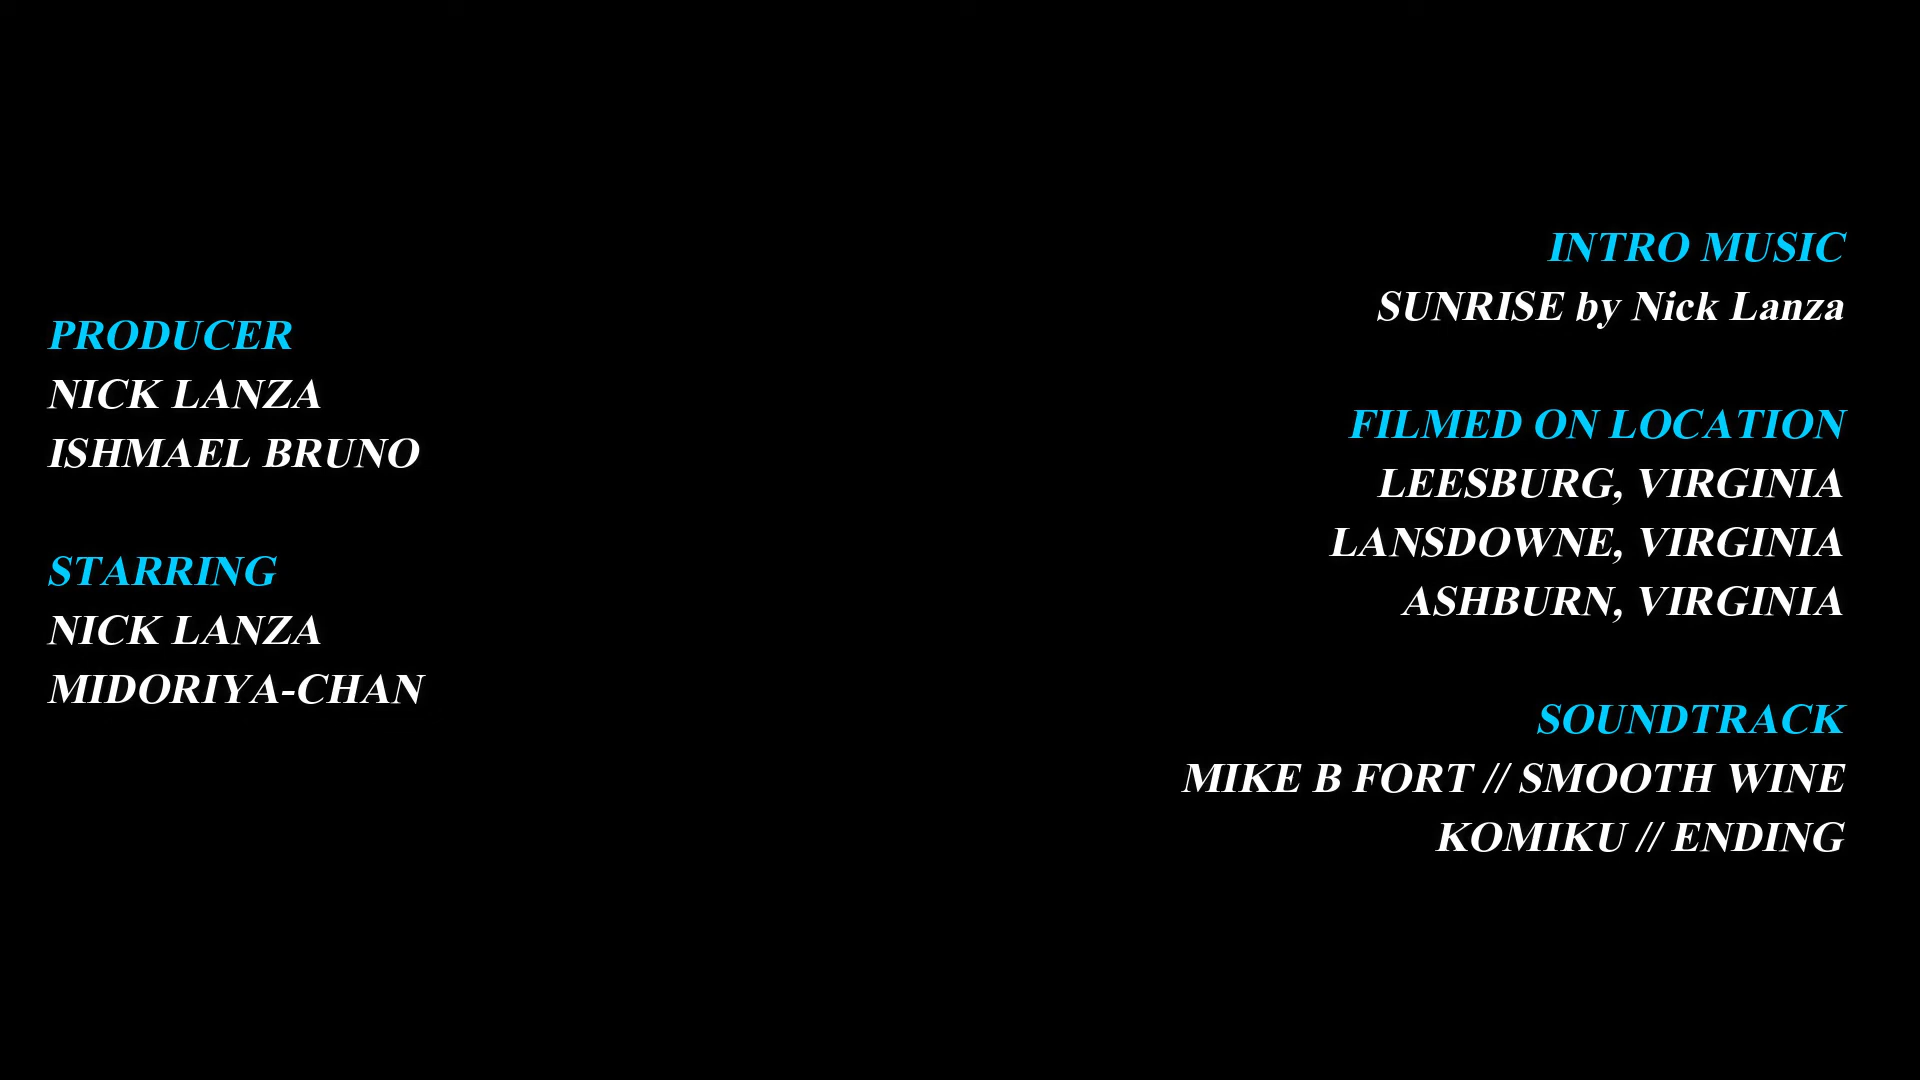 PRODUCER
NICK LANZA
ISHMAEL BRUNO
STARRING
NICK LANZA
MIDORIYA-CHAN
INTRO MUSIC
SUNRISE by Nick Lanza
FILMED ON LOCATION
LEESBURG, VIRGINIA
LANSDOWNE, VIRGINIA
ASHBURN, VIRGINIA
SOUNDTRACK
MIKE B FORT // SMOOTH WINE
KOMIKU // ENDING